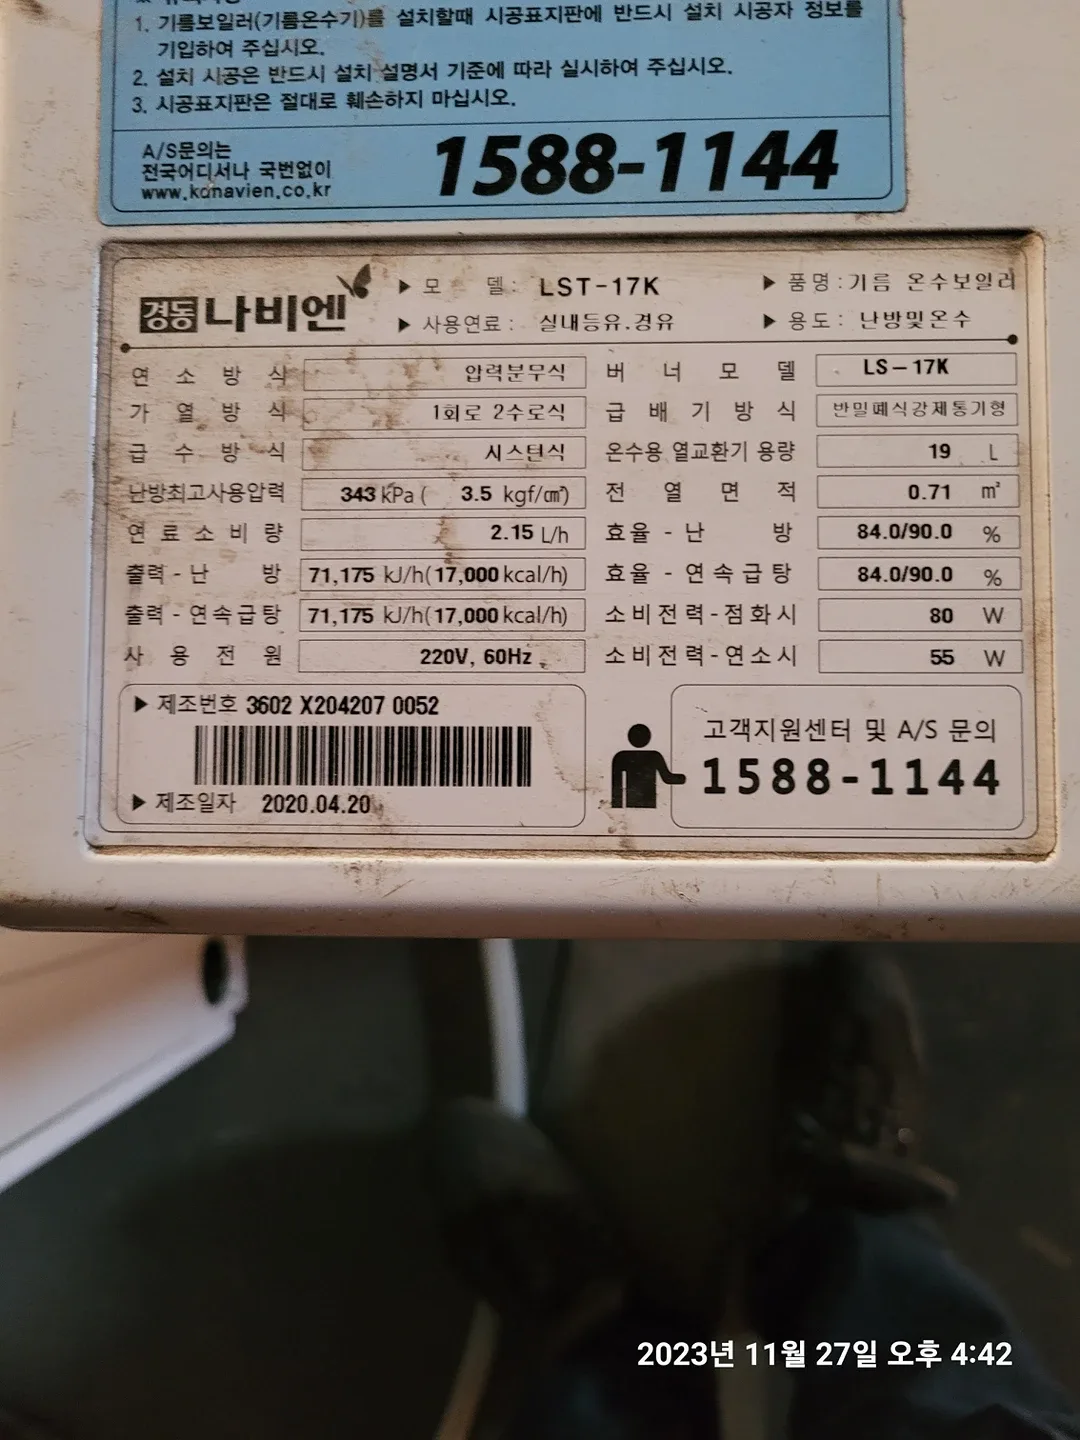 1. 기름보일러(기름온수기)를 설치할때 시공표지판에 반드시 설치 시공자 정보를
기입하여 주십시오.
2. 설치 시공은 반드시 설치 설명서 기준에 따라 실시하여 주십시오.
3. 시공표지판은 절대로 훼손하지 마십시오.
A/S문의는
전국어디서나 국번없이
www.kdnavien.co.kr
1588-1144
경동나비엔
▶ 모 델 : LST-17K
▶ 품명 : 기름 온수보일러
▶ 사용연료 : 실내등유.경유
▶ 용도 : 난방및온수
연소방식 압력분무식 버너모델 LS-17K
가열방식 1회로 2수로식 급배기방식 반밀폐식강제통기형
급수방식 시스턴식 온수용 열교환기 용량 19 L
난방최고사용압력 343 kPa ( 3.5 kgf/㎠) 전열면적 0.71 m²
연료소비량 2.15 L/h 효율-난방 84.0/90.0 %
출력-난방 71,175 kJ/h(17,000 kcal/h) 효율-연속급탕 84.0/90.0 %
출력-연속급탕 71,175 kJ/h(17,000 kcal/h) 소비전력-점화시 80 W
사용전원 220V, 60Hz 소비전력-연소시 55 W
▶ 제조번호 3602 X204207 0052
▶ 제조일자 2020.04.20
고객지원센터 및 A/S 문의
1588-1144
2023년 11월 27일 오후 4:42